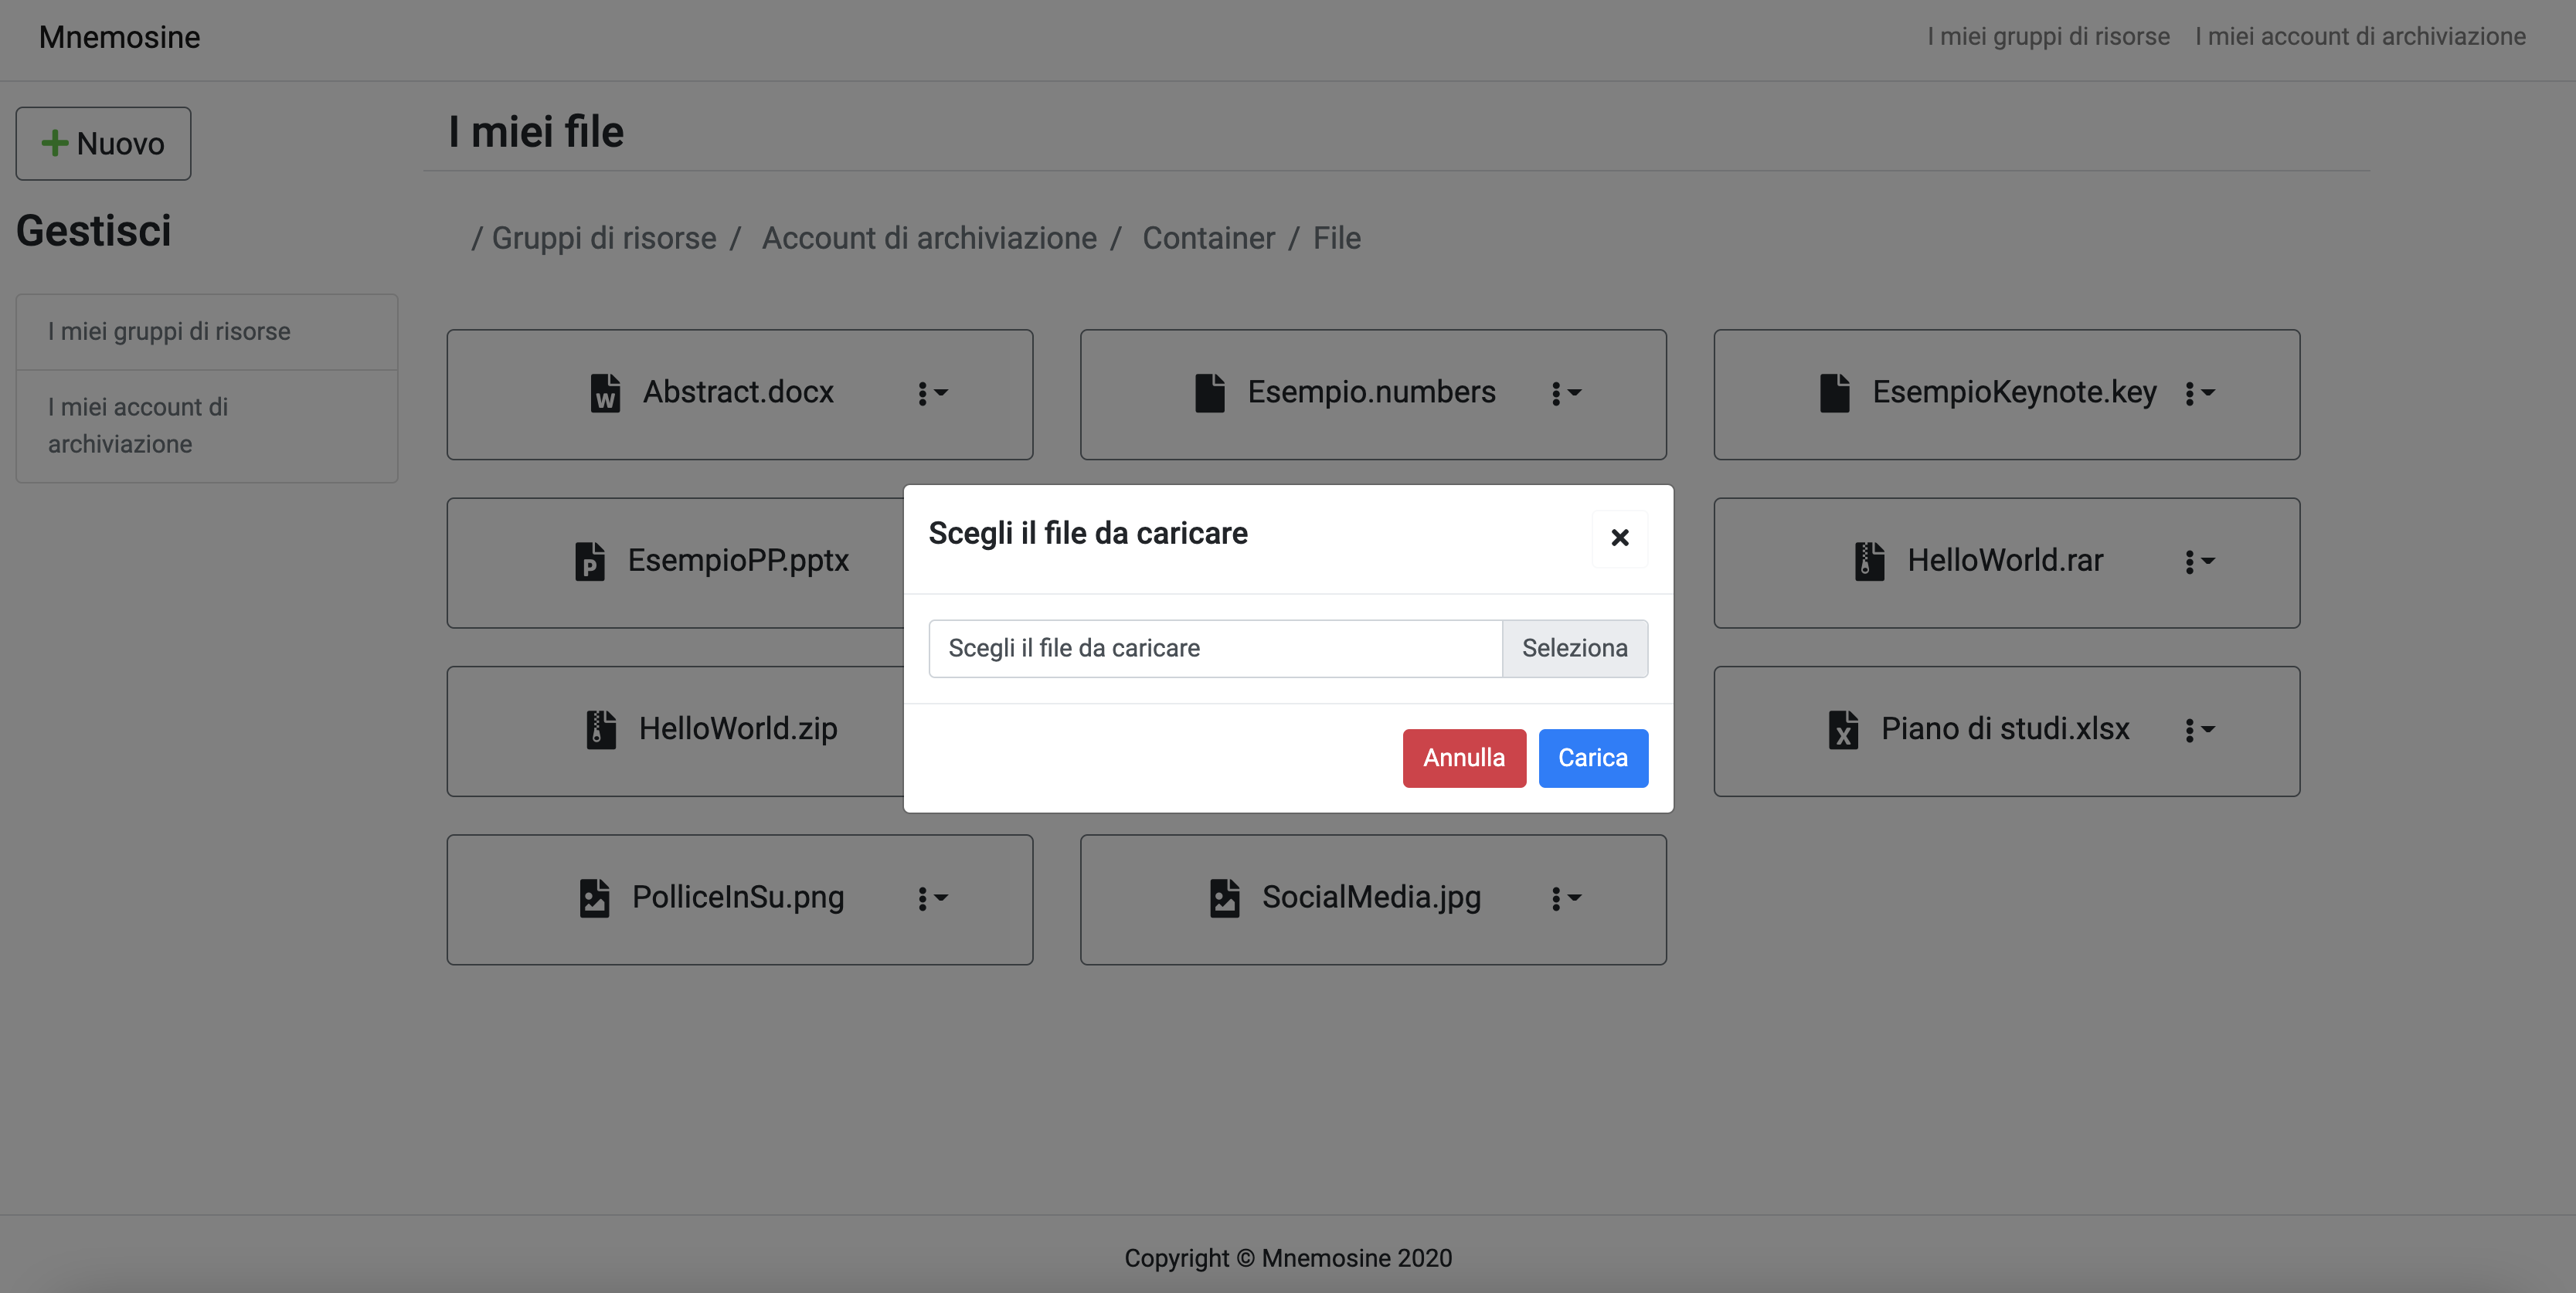 Mnemosine
I miei gruppi di risorse
I miei account di archiviazione
Nuovo
Gestisci
I miei gruppi di risorse
I miei account di
archiviazione
I miei file
/ Gruppi di risorse / Account di archiviazione / Container / File
Abstract.docx
Esempio.numbers
EsempioKeynote.key
EsempioPP.pptx
HelloWorld.rar
HelloWorld.zip
Piano di studi.xlsx
PolliceInSu.png
SocialMedia.jpg
Scegli il file da caricare
Scegli il file da caricare
Seleziona
Annulla
Carica
Copyright © Mnemosine 2020